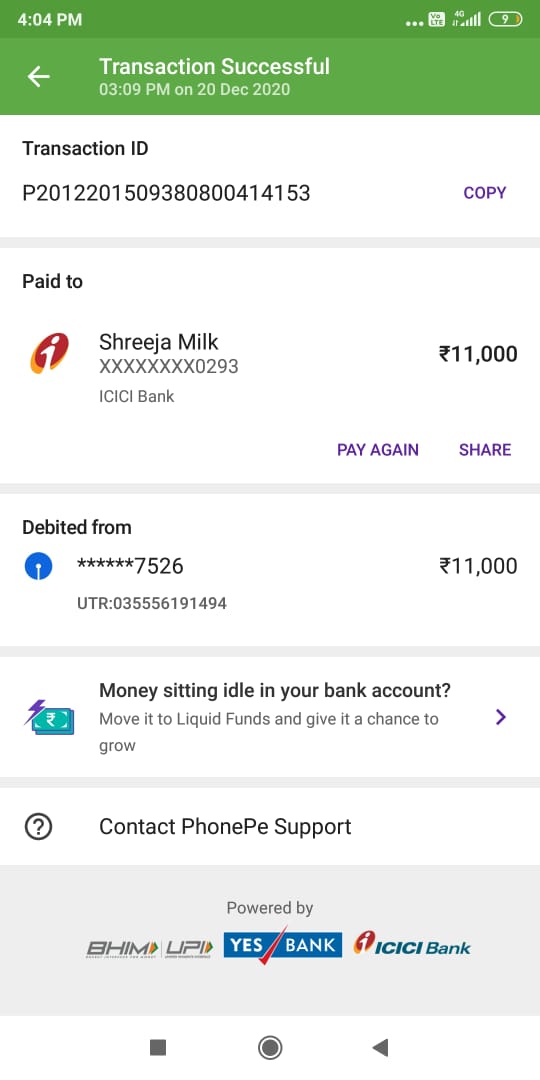 4:04 PM
4G
9
Transaction Successful
03:09 PM on 20 Dec 2020
Transaction ID
P2012201509380800414153
COPY
Paid to
Shreeja Milk
₹11,000
XXXXXXXX0293
ICICI Bank
PAY AGAIN
SHARE
Debited from
******7526
₹11,000
UTR:035556191494
Money sitting idle in your bank account?
Move it to Liquid Funds and give it a chance to
grow
Contact PhonePe Support
Powered by
BHIM UPI YES BANK ICICI Bank